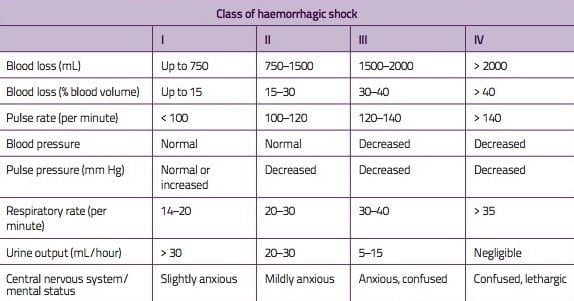 Class of haemorrhagic shock
I II III IV
Blood loss (mL) Up to 750 750–1500 1500–2000 > 2000
Blood loss (% blood volume) Up to 15 15–30 30–40 > 40
Pulse rate (per minute) < 100 100–120 120–140 > 140
Blood pressure Normal Normal Decreased Decreased
Pulse pressure (mm Hg) Normal or Decreased Decreased Decreased
increased
Respiratory rate (per 14–20 20–30 30–40 > 35
minute)
Urine output (mL/hour) > 30 20–30 5–15 Negligible
Central nervous system/ Slightly anxious Mildly anxious Anxious, confused Confused, lethargic
mental status